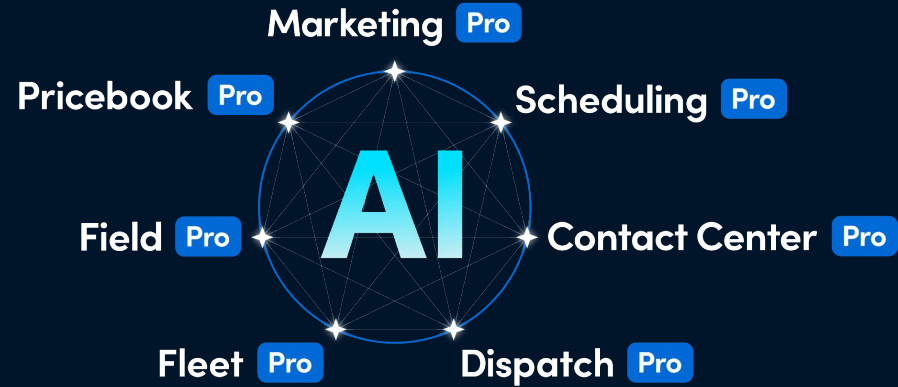 Marketing Pro
Pricebook Pro
Scheduling Pro
AI
Field Pro
Contact Center Pro
Fleet Pro
Dispatch Pro